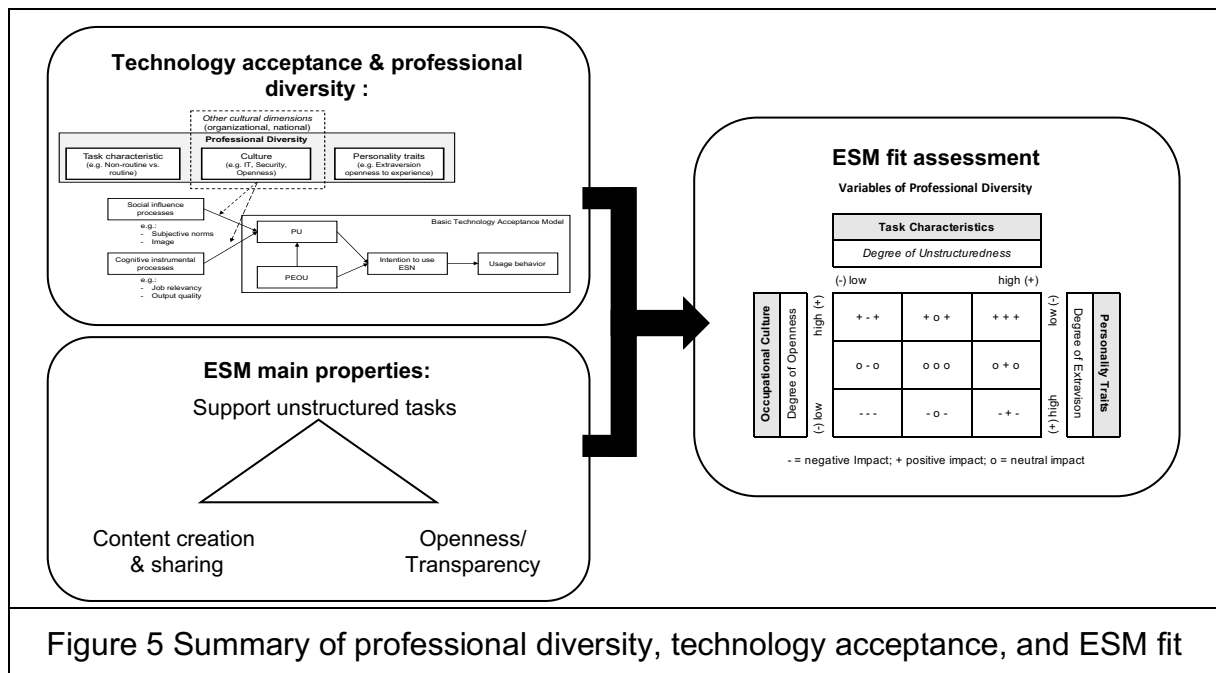 Technology acceptance & professional
diversity :
Other cultural dimensions
(organizational, national)
Professional Diversity
Task characteristic
(e.g. Non-routine vs.
routine)
Culture
(e.g. IT, Security,
Openness)
Personality traits
(e.g. Extraversion
openness to experience)
Social influence
processes
e.g.:
- Subjective norms
- Image
Cognitive instrumental
processes
e.g.:
- Job relevancy
- Output quality
Basic Technology Acceptance Model
PU
PEOU
Intention to use
ESN
Usage behavior
ESM main properties:
Support unstructured tasks
Content creation
& sharing
Openness/
Transparency
ESM fit assessment
Variables of Professional Diversity
Task Characteristics
Degree of Unstructuredness
(-) low
high (+)
Occupational Culture
Degree of Openness
(-) low
high (+)
+ - +
+ o +
+ + +
o - o
o o o
o + o
- - -
- o -
- + -
(-) low
high (+)
Degree of Extravison
Personality Traits
- = negative Impact; + positive impact; o = neutral impact
Figure 5 Summary of professional diversity, technology acceptance, and ESM fit